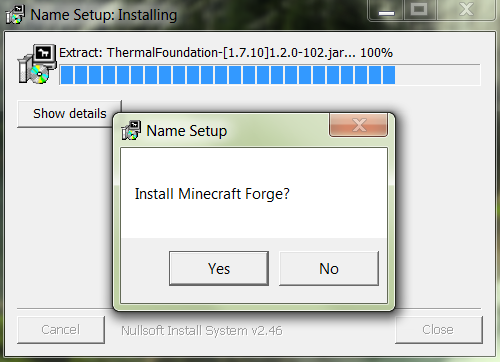 Name Setup: Installing
Extract: ThermalFoundation-[1.7.10]1.2.0-102.jar... 100%
Show details
Name Setup
Install Minecraft Forge?
Yes
No
Cancel
Nullsoft Install System v2.46
Close